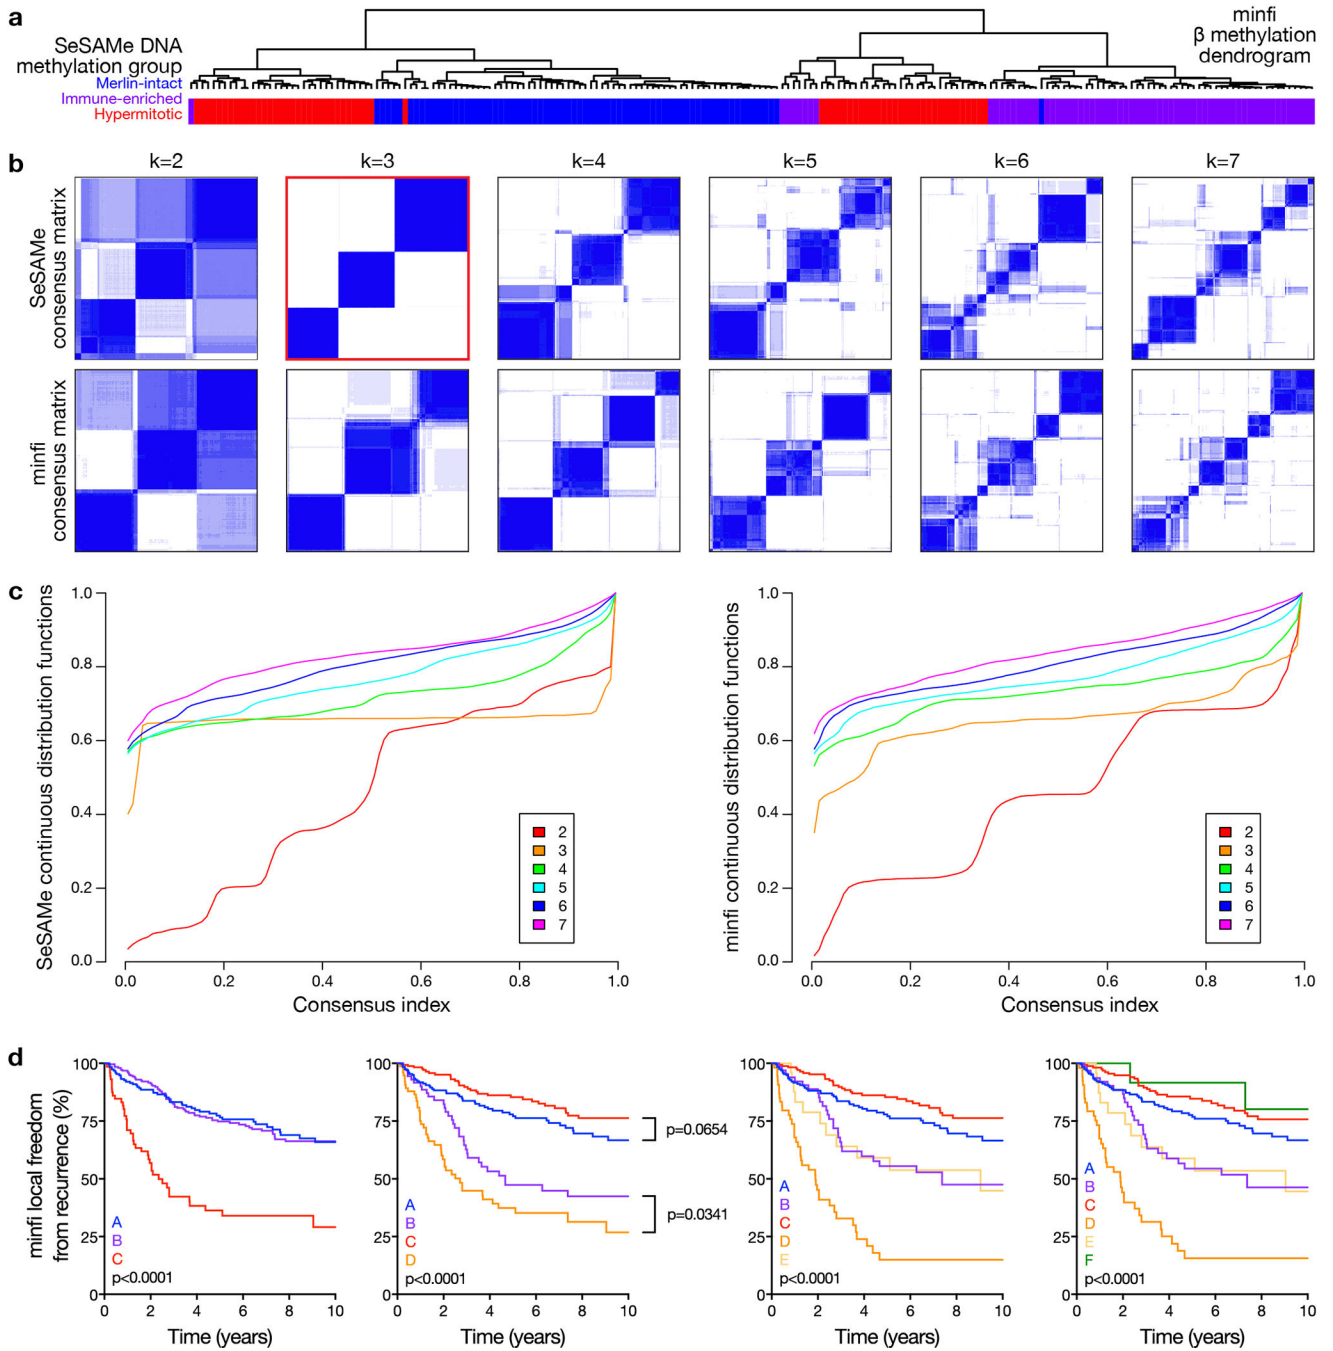 a
SeSAMe DNA
methylation group
Merlin-intact
Immune-enriched
Hypermitotic
minfi
β methylation
dendrogram
b
k=2
k=3
k=4
k=5
k=6
k=7
SeSAMe
consensus matrix
minfi
consensus matrix
c
SeSAMe continuous distribution functions
1.0
0.8
0.6
0.4
0.2
0.0
0.0
0.2
0.4
0.6
0.8
1.0
Consensus index
2
3
4
5
6
7
minfi continuous distribution functions
1.0
0.8
0.6
0.4
0.2
0.0
0.0
0.2
0.4
0.6
0.8
1.0
Consensus index
2
3
4
5
6
7
d
minfi local freedom
from recurrence (%)
100
75
50
25
0
A
B
C
p<0.0001
0
2
4
6
8
10
Time (years)
100
75
50
25
0
A
B
C
D
p<0.0001
p=0.0654
p=0.0341
0
2
4
6
8
10
Time (years)
100
75
50
25
0
A
B
C
D
E
p<0.0001
0
2
4
6
8
10
Time (years)
100
75
50
25
0
A
B
C
D
E
F
p<0.0001
0
2
4
6
8
10
Time (years)